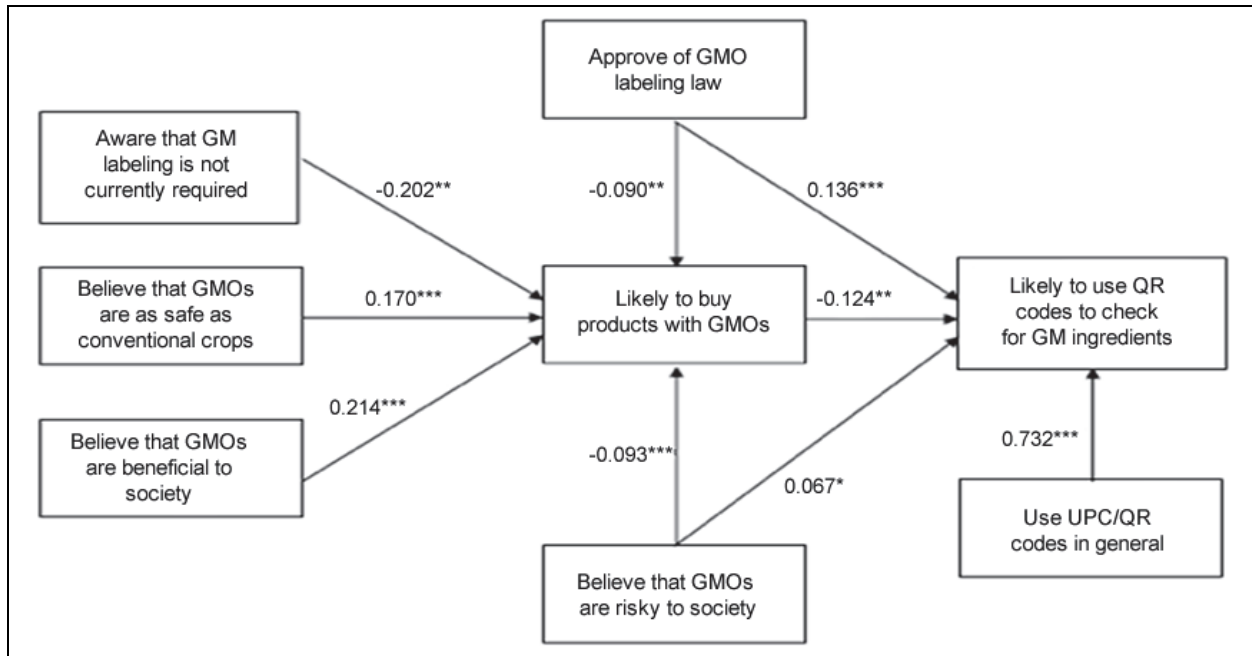 Approve of GMO
labeling law
Aware that GM
labeling is not
currently required
-0.202**
-0.090**
0.136***
Believe that GMOs
are as safe as
conventional crops
0.170***
Likely to buy
products with GMOs
-0.124**
Likely to use QR
codes to check
for GM ingredients
0.214***
Believe that GMOs
are beneficial to
society
-0.093***
0.067*
0.732***
Use UPC/QR
codes in general
Believe that GMOs
are risky to society